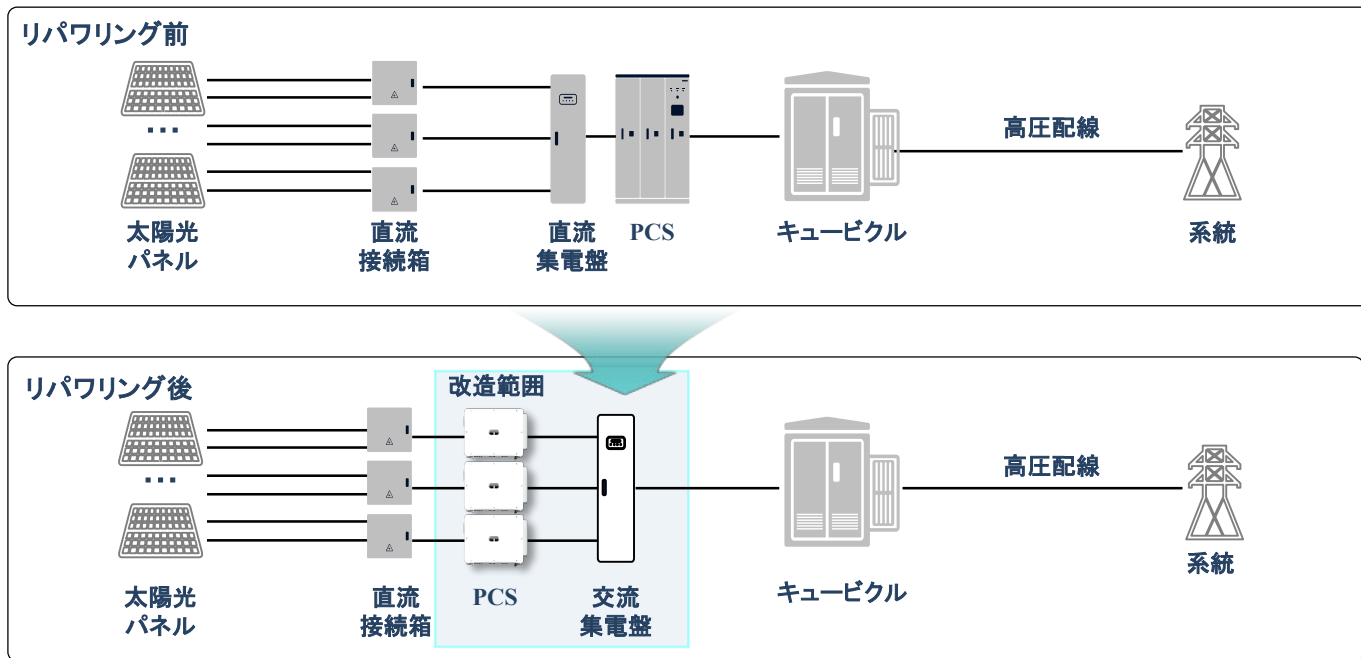 リパワリング前
太陽光
パネル
直流
接続箱
直流
集電盤
PCS
キュービクル
高圧配線
系統
リパワリング後
改造範囲
太陽光
パネル
直流
接続箱
PCS
交流
集電盤
キュービクル
高圧配線
系統